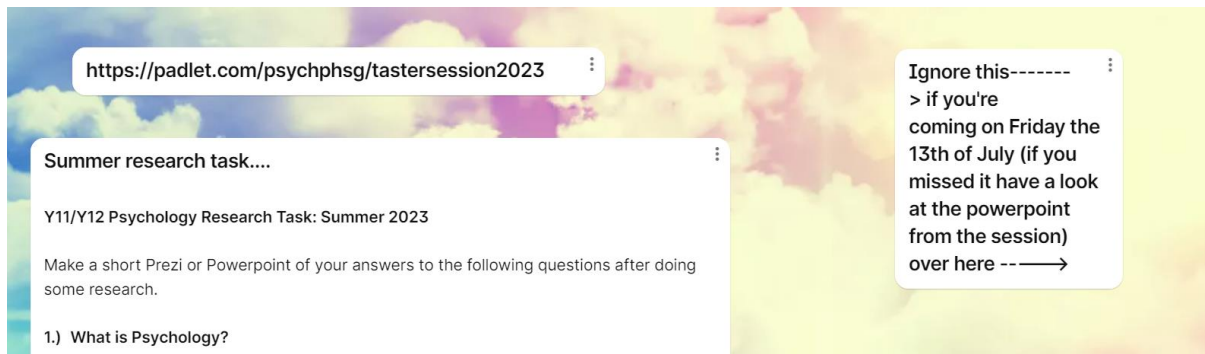 https://padlet.com/psychphsg/tastersession2023
Summer research task....
Y11/Y12 Psychology Research Task: Summer 2023
Make a short Prezi or Powerpoint of your answers to the following questions after doing
some research.
1.) What is Psychology?
Ignore this-------
> if you're
coming on Friday the
13th of July (if you
missed it have a look
at the powerpoint
from the session)
over here -----→